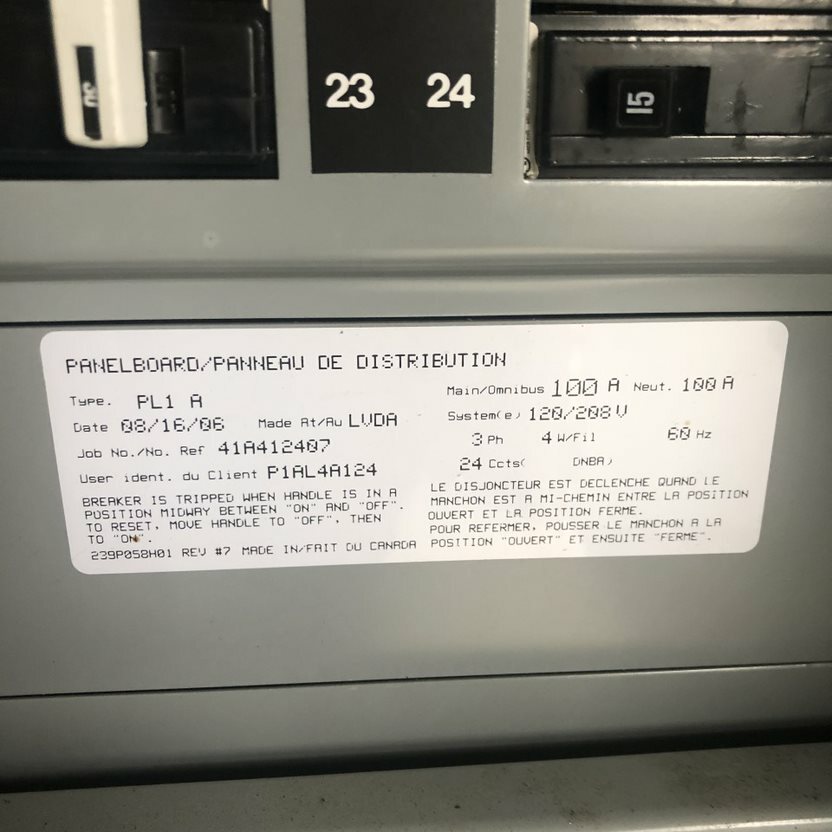 30
23 24
15
PANELBOARD/PANNEAU DE DISTRIBUTION
Type. PL1 A
Main/Omnibus 100 A Neut. 100 A
Date 08/16/06 Made At/Au LVDA
System(e) 120/208 V
Job No./No. Ref 41A412407
3 Ph 4 W/Fil 60 Hz
User ident. du Client P1AL4A124
24 Ccts( DNBA)
BREAKER IS TRIPPED WHEN HANDLE IS IN A
POSITION MIDWAY BETWEEN "ON" AND "OFF".
TO RESET, MOVE HANDLE TO "OFF", THEN
TO "ON".
239P058H01 REV #7 MADE IN/FAIT DU CANADA
LE DISJONCTEUR EST DECLENCHE QUAND LE
MANCHON EST A MI-CHEMIN ENTRE LA POSITION
OUVERT ET LA POSITION FERME.
POUR REFERMER, POUSSER LE MANCHON A LA
POSITION "OUVERT" ET ENSUITE "FERME".